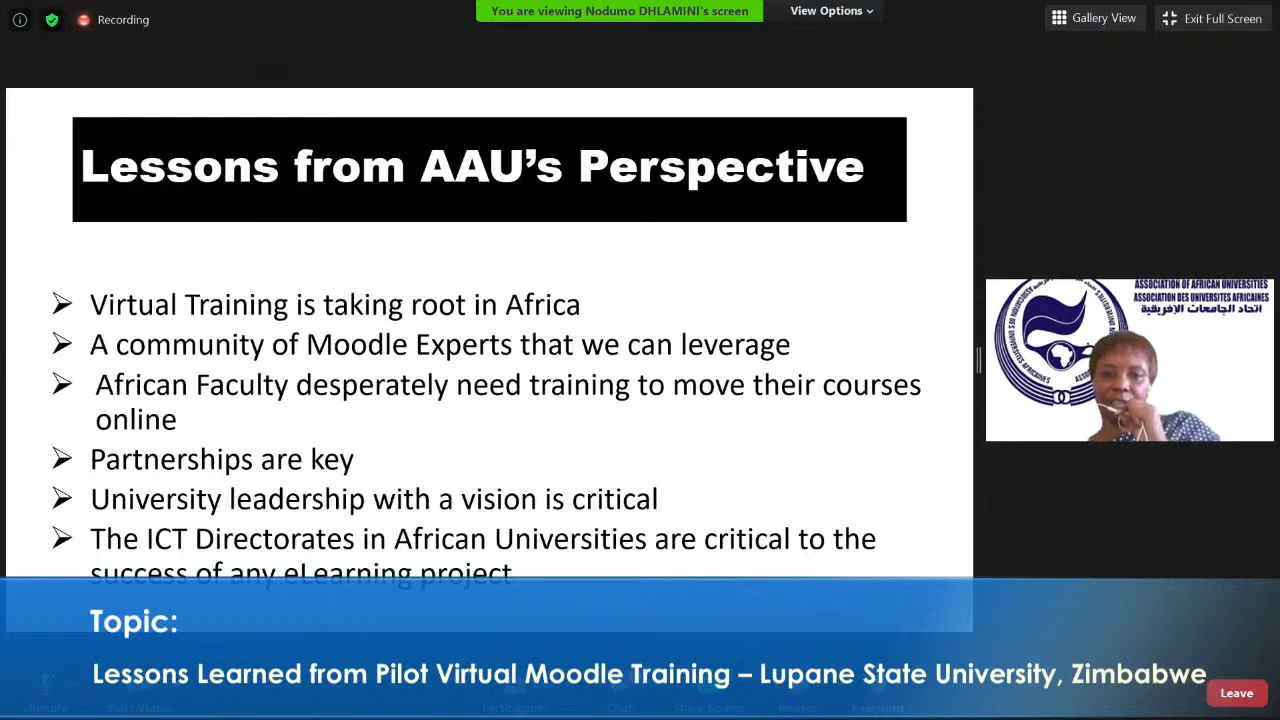 Recording
You are viewing Nodumo DHLAMINI's screen
View Options
Gallery View
Exit Full Screen
Lessons from AAU’s Perspective
➢ Virtual Training is taking root in Africa
➢ A community of Moodle Experts that we can leverage
➢ African Faculty desperately need training to move their courses
online
➢ Partnerships are key
➢ University leadership with a vision is critical
➢ The ICT Directorates in African Universities are critical to the
success of any eLearning project
ASSOCIATION OF AFRICAN UNIVERSITIES
ASSOCIATION DES UNIVERSITES AFRICAINES
اتحاد الجامعات الإفريقية
Topic:
Lessons Learned from Pilot Virtual Moodle Training – Lupane State University, Zimbabwe
Leave